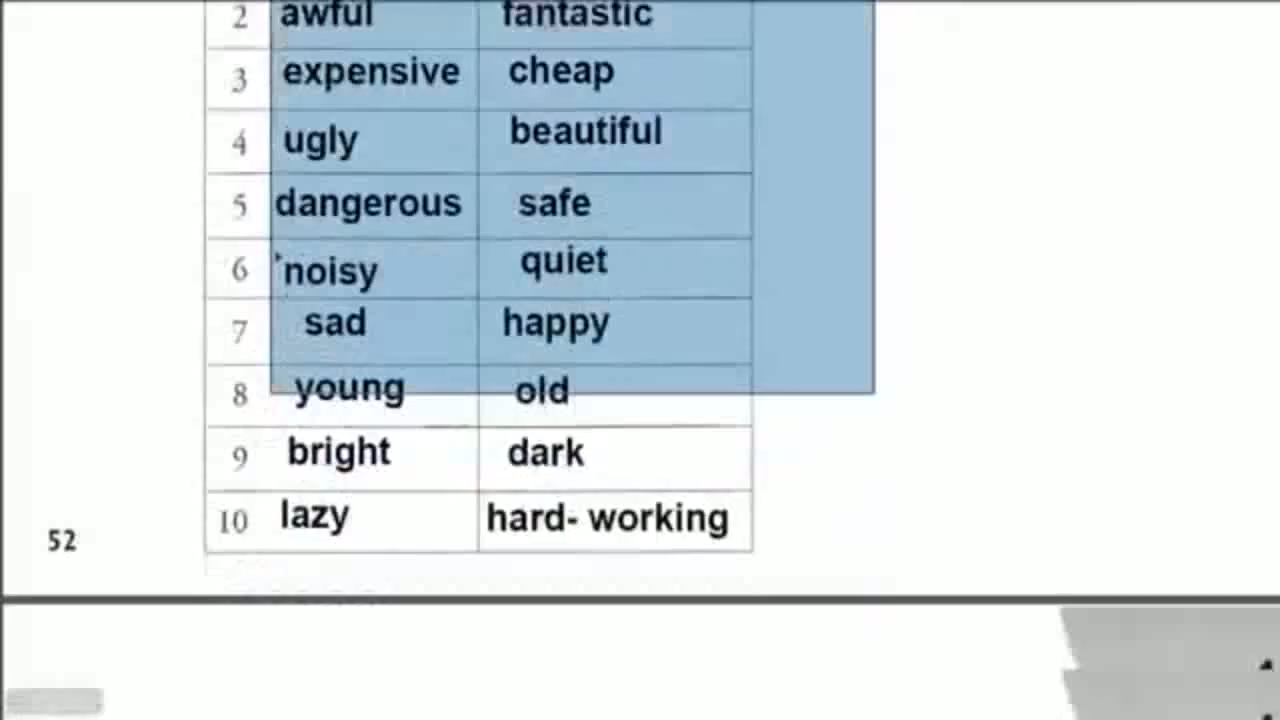 2 awful fantastic
3 expensive cheap
4 ugly beautiful
5 dangerous safe
6 noisy quiet
7 sad happy
8 young old
9 bright dark
10 lazy hard- working
52